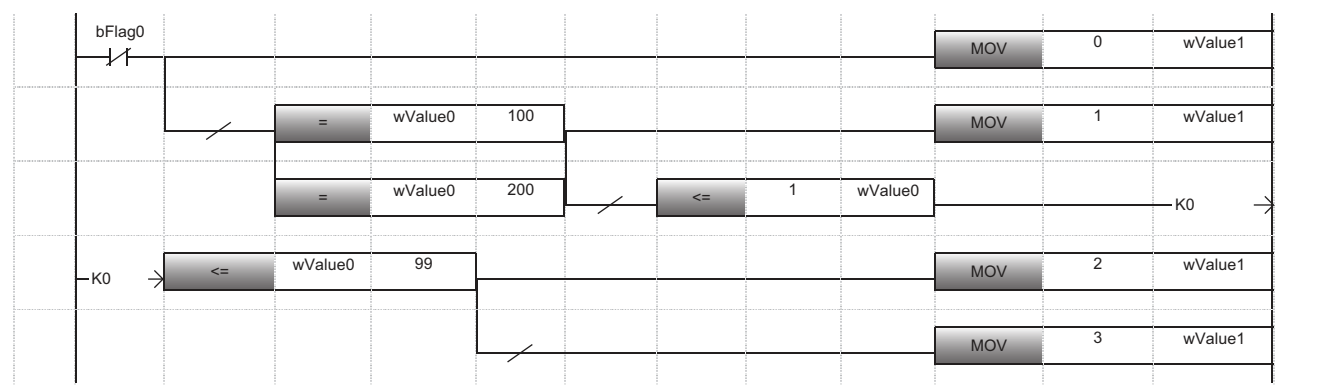 bFlag0
MOV 0 wValue1
= wValue0 100 MOV 1 wValue1
= wValue0 200 <= 1 wValue0 K0
K0 <= wValue0 99 MOV 2 wValue1
MOV 3 wValue1